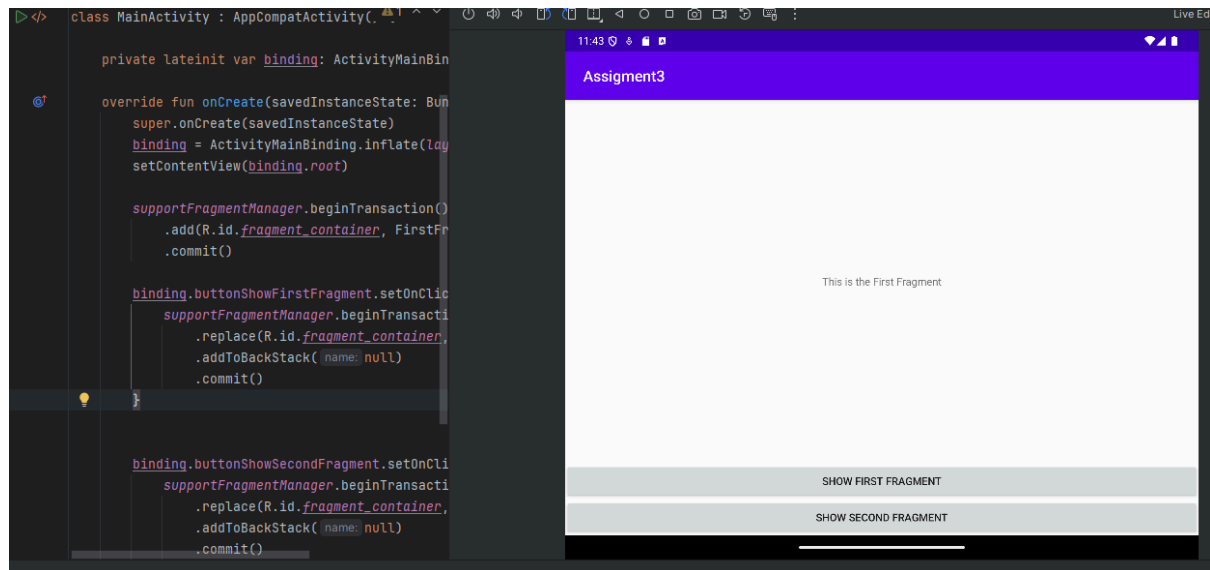 class MainActivity : AppCompatActivity(
1
private lateinit var binding: ActivityMainBin
override fun onCreate(savedInstanceState: Bun
super.onCreate(savedInstanceState)
binding = ActivityMainBinding.inflate(lay
setContentView(binding.root)
supportFragmentManager.beginTransaction()
.add(R.id.fragment_container, FirstFr
.commit()
binding.buttonShowFirstFragment.setOnClic
supportFragmentManager.beginTransacti
.replace(R.id.fragment_container,
.addToBackStack( name: null)
.commit()
}
binding.buttonShowSecondFragment.setOnCli
supportFragmentManager.beginTransacti
.replace(R.id.fragment_container,
.addToBackStack( name: null)
.commit()
Live Ed
11:43
Assigment3
This is the First Fragment
SHOW FIRST FRAGMENT
SHOW SECOND FRAGMENT